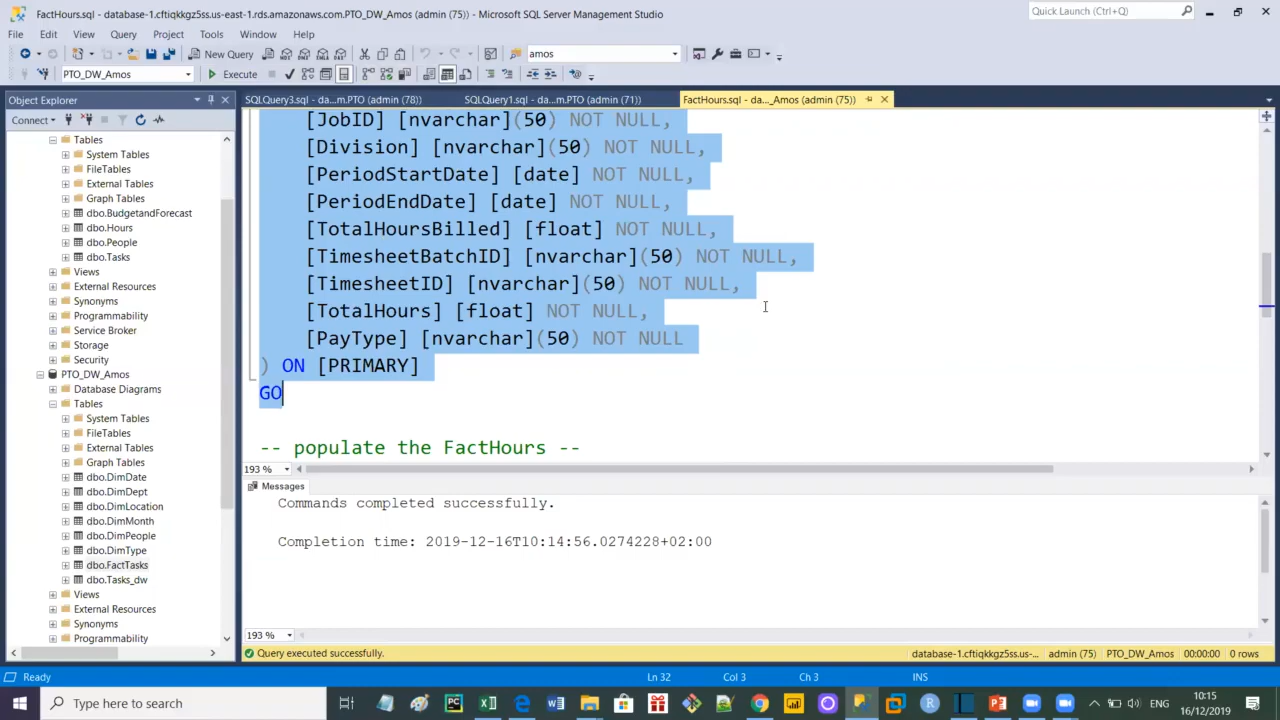 FactHours.sql - database-1.cftiqkkgz5ss.us-east-1.rds.amazonaws.com.PTO_DW_Amos (admin (75)) - Microsoft SQL Server Management Studio
Quick Launch (Ctrl+Q)
File Edit View Query Project Tools Window Help
New Query
amos
PTO_DW_Amos
Execute
Object Explorer
SQLQuery3.sql - da...m.PTO (admin (78))
SQLQuery1.sql - da...m.PTO (admin (71))
FactHours.sql - da..._Amos (admin (75))
Connect
Tables
System Tables
FileTables
External Tables
Graph Tables
dbo.BudgetandForecast
dbo.Hours
dbo.People
dbo.Tasks
Views
External Resources
Synonyms
Programmability
Service Broker
Storage
Security
PTO_DW_Amos
Database Diagrams
Tables
System Tables
FileTables
External Tables
Graph Tables
dbo.DimDate
dbo.DimDept
dbo.DimLocation
dbo.DimMonth
dbo.DimPeople
dbo.DimType
dbo.FactTasks
dbo.Tasks_dw
Views
External Resources
Synonyms
Programmability
[JobID] [nvarchar](50) NOT NULL,
[Division] [nvarchar](50) NOT NULL,
[PeriodStartDate] [date] NOT NULL,
[PeriodEndDate] [date] NOT NULL,
[TotalHoursBilled] [float] NOT NULL,
[TimesheetBatchID] [nvarchar](50) NOT NULL,
[TimesheetID] [nvarchar](50) NOT NULL,
[TotalHours] [float] NOT NULL,
[PayType] [nvarchar](50) NOT NULL
) ON [PRIMARY]
GO
-- populate the FactHours --
193 %
Messages
Commands completed successfully.
Completion time: 2019-12-16T10:14:56.0274228+02:00
193 %
Query executed successfully.
database-1.cftiqkkgz5ss.us-... admin (75) PTO_DW_Amos 00:00:00 0 rows
Ready
Ln 32 Col 3 Ch 3 INS
Type here to search
ENG
10:15
16/12/2019